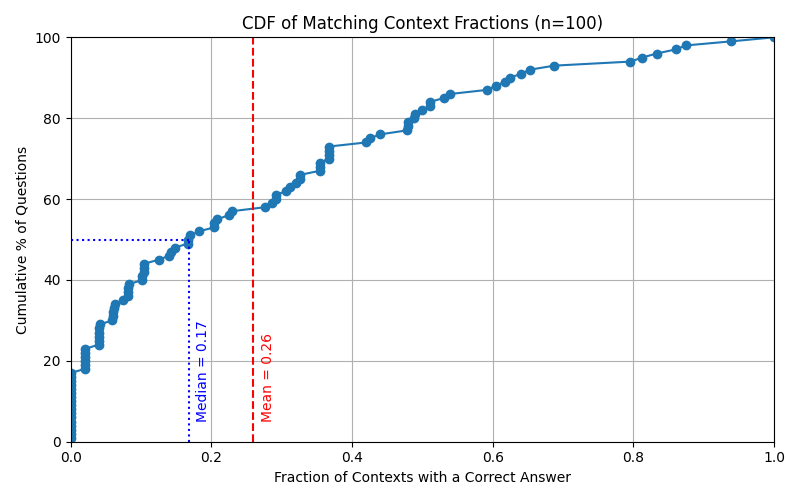 CDF of Matching Context Fractions (n=100)
Cumulative % of Questions
100
80
60
40
20
0
Median = 0.17
Mean = 0.26
0.0 0.2 0.4 0.6 0.8 1.0
Fraction of Contexts with a Correct Answer